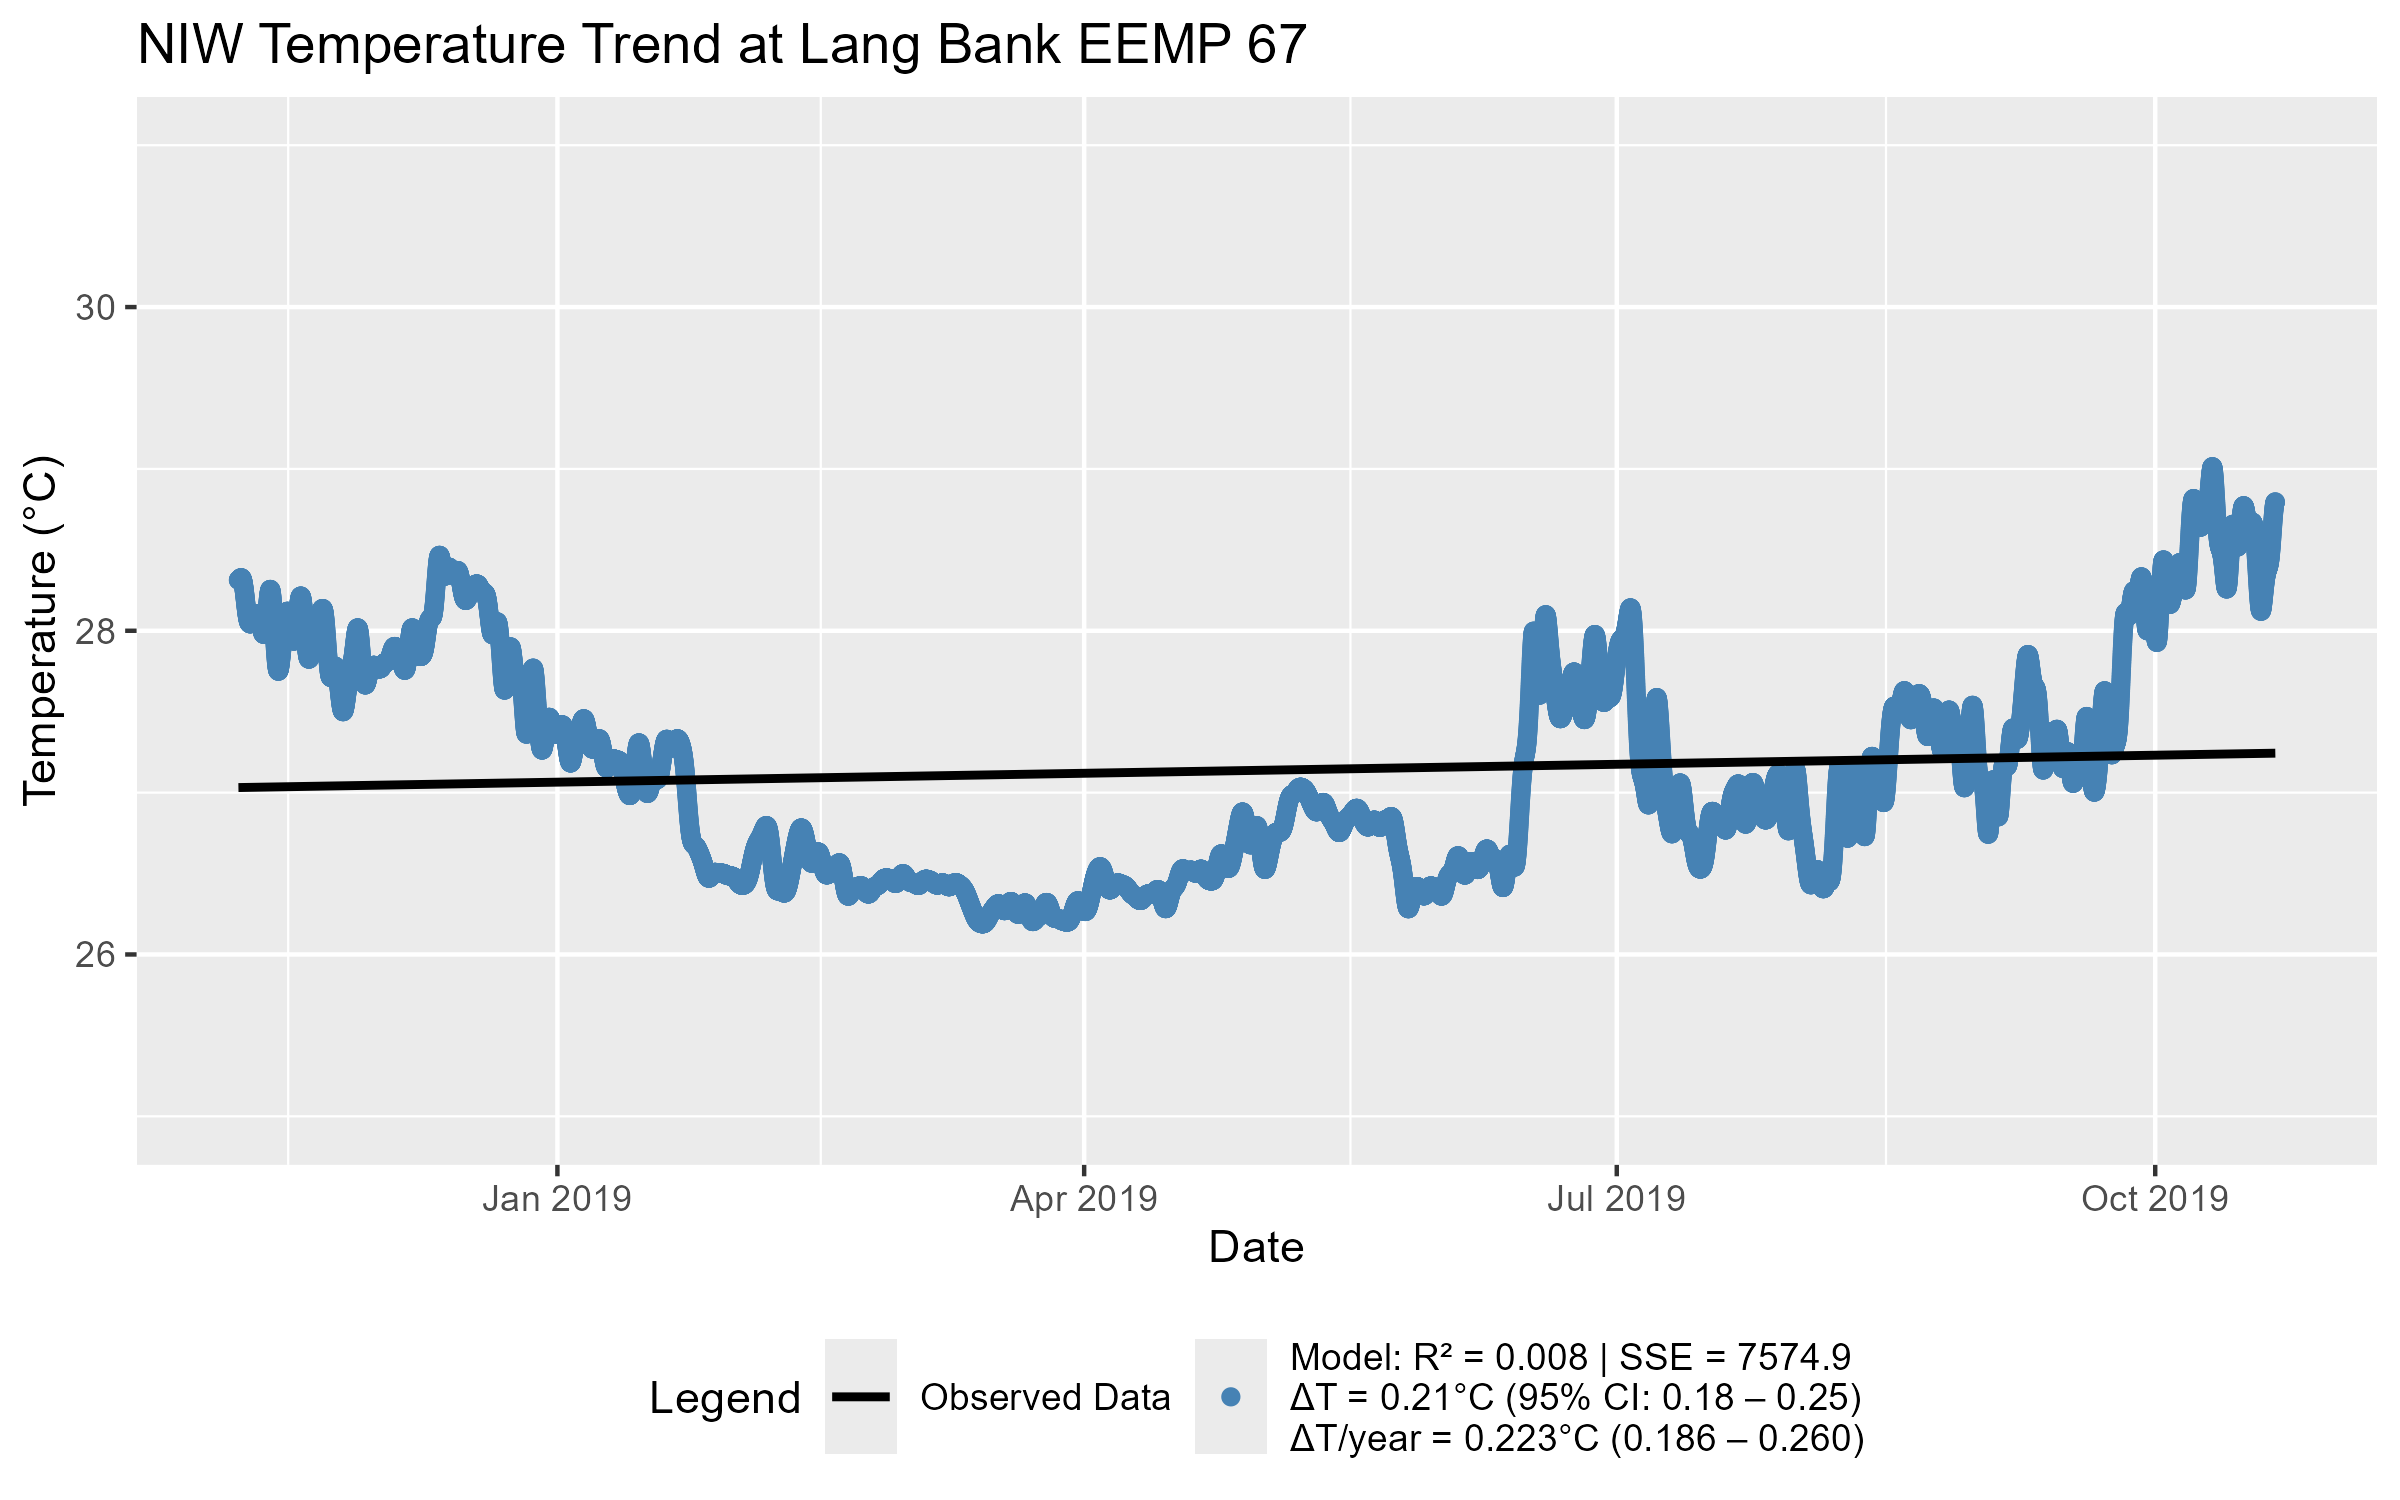 NIW Temperature Trend at Lang Bank EEMP 67
Temperature (°C)
30
28
26
Jan 2019
Apr 2019
Jul 2019
Oct 2019
Date
Legend
Observed Data
Model: R² = 0.008 | SSE = 7574.9
ΔT = 0.21°C (95% CI: 0.18 – 0.25)
ΔT/year = 0.223°C (0.186 – 0.260)